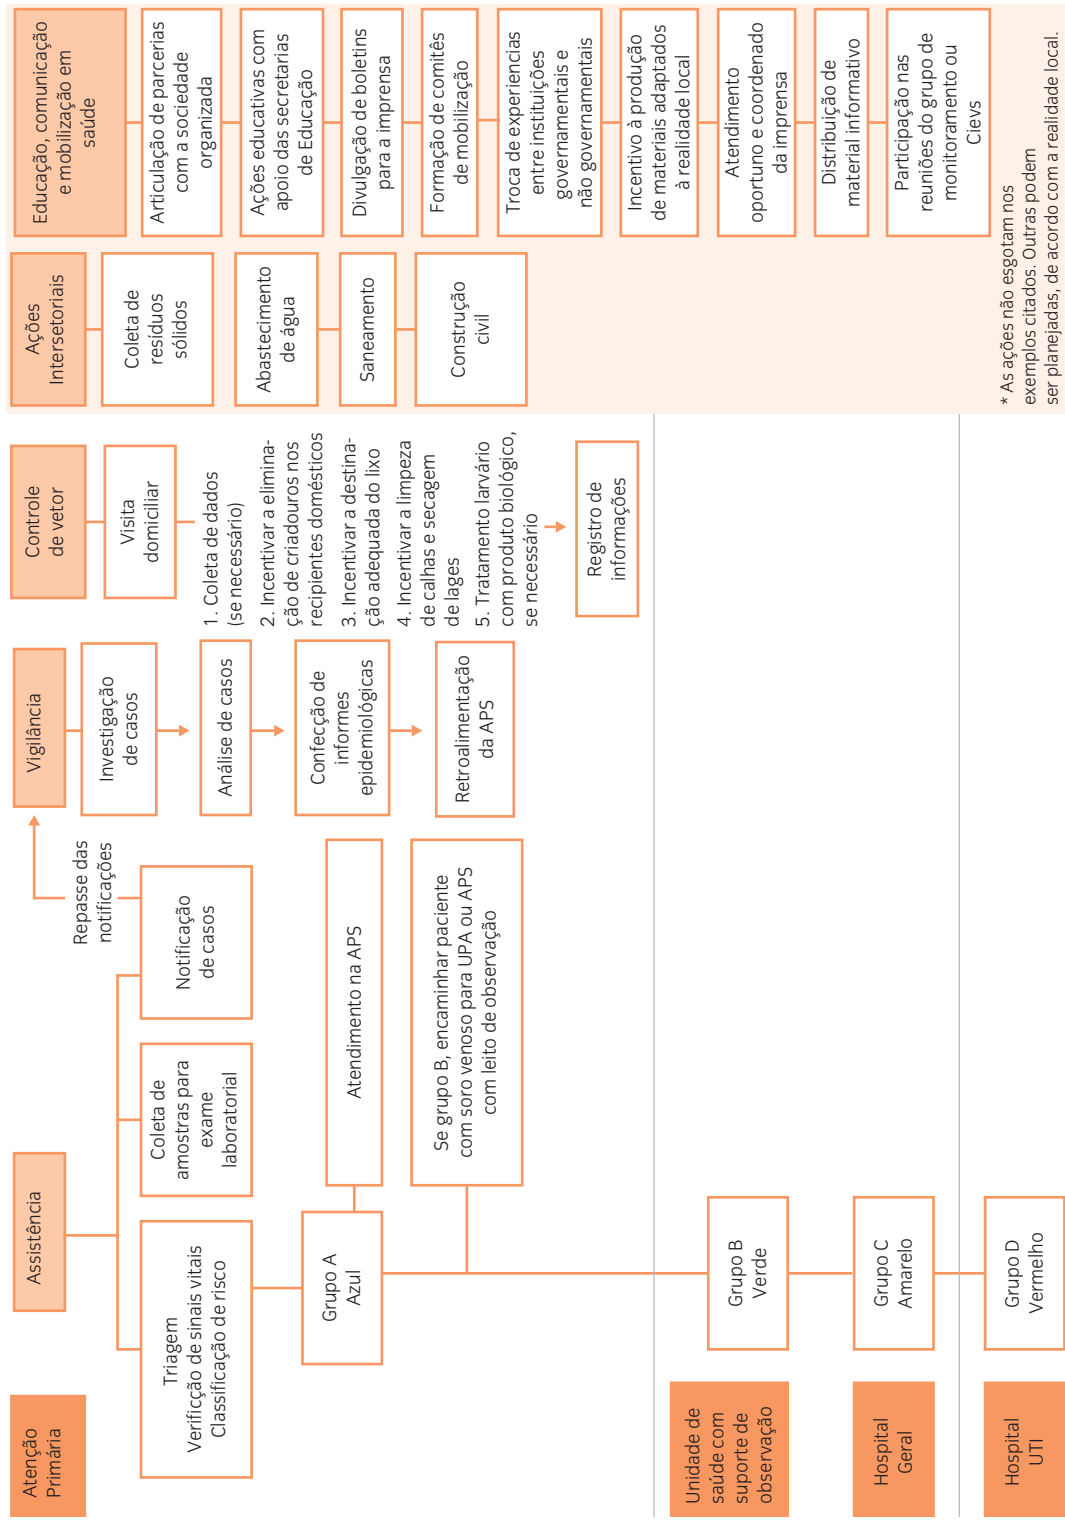 Atenção
Primária
Assistência
Triagem
Verificção de sinais vitais
Classificação de risco
Coleta de
amostras para
exame
laboratorial
Notificação
de casos
Repasse das
notificações
Grupo A
Azul
Atendimento na APS
Se grupo B, encaminhar paciente
com soro venoso para UPA ou APS
com leito de observação
Vigilância
Investigação
de casos
Análise de casos
Confecção de
informes
epidemiológicas
Retroalimentação
da APS
Controle
de vetor
Visita
domiciliar
1. Coleta de dados
(se necessário)
2. Incentivar a elimina-
ção de criadouros nos
recipientes domésticos
3. Incentivar a destina-
ção adequada do lixo
4. Incentivar a limpeza
de calhas e secagem
de lages
5. Tratamento larvário
com produto biológico,
se necessário
Registro de
informações
Ações
Intersetoriais
Coleta de
resíduos
sólidos
Abastecimento
de água
Saneamento
Construção
civil
Educação, comunicação
e mobilização em
saúde
Articulação de parcerias
com a sociedade
organizada
Ações educativas com
apoio das secretarias
de Educação
Divulgação de boletins
para a imprensa
Formação de comitês
de mobilização
Troca de experiencias
entre instituições
governamentais e
não governamentais
Incentivo à produção
de materiais adaptados
à realidade local
Atendimento
oportuno e coordenado
da imprensa
Distribuição de
material informativo
Participação nas
reuniões do grupo de
monitoramento ou
Cievs
* As ações não esgotam nos
exemplos citados. Outras podem
ser planejadas, de acordo com a realidade local.
Unidade de
saúde com
suporte de
observação
Grupo B
Verde
Hospital
Geral
Grupo C
Amarelo
Hospital
UTI
Grupo D
Vermelho